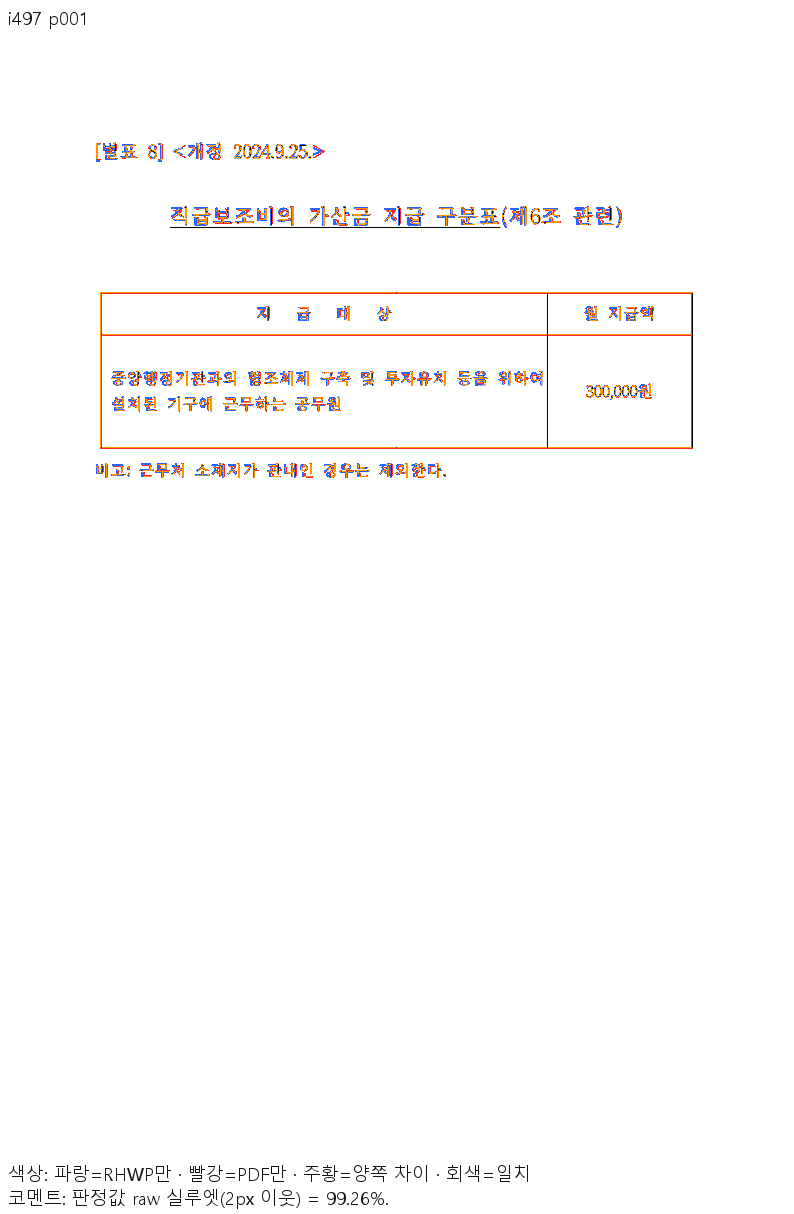 i497 p001
[별표 8] <개정 2024.9.25.>
직급보조비의 가산금 지급 구분표(제6조 관련)
지 급 대 상
월 지급액
중앙행정기관과의 협조체제 구축 및 투자유치 등을 위하여
설치된 기구에 근무하는 공무원
300,000원
비고: 근무처 소재지가 관내인 경우는 제외한다.
색상: 파랑=RHWP만 · 빨강=PDF만 · 주황=양쪽 차이 · 회색=일치
코멘트: 판정값 raw 실루엣(2px 이웃) = 99.26%.